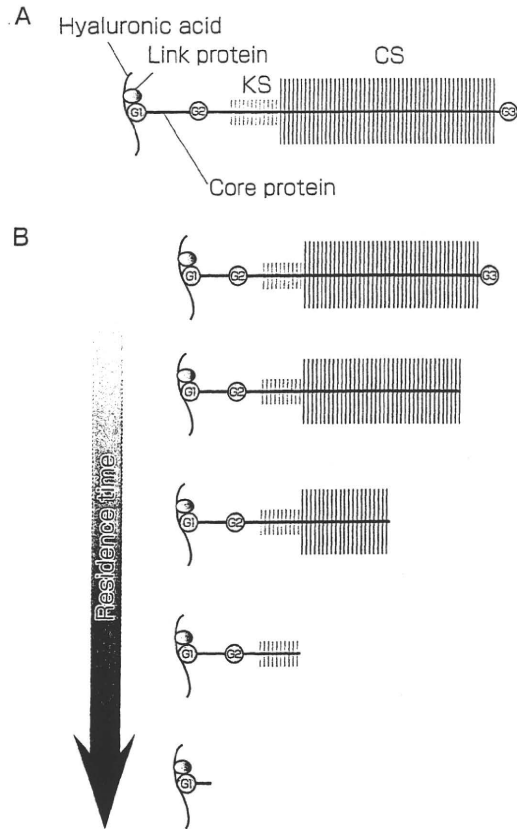 A
Hyaluronic acid
Link protein
KS
CS
G1
G2
G3
Core protein
B
G1
G2
G3
G1
G2
G1
G2
G1
G2
G1
Residence time